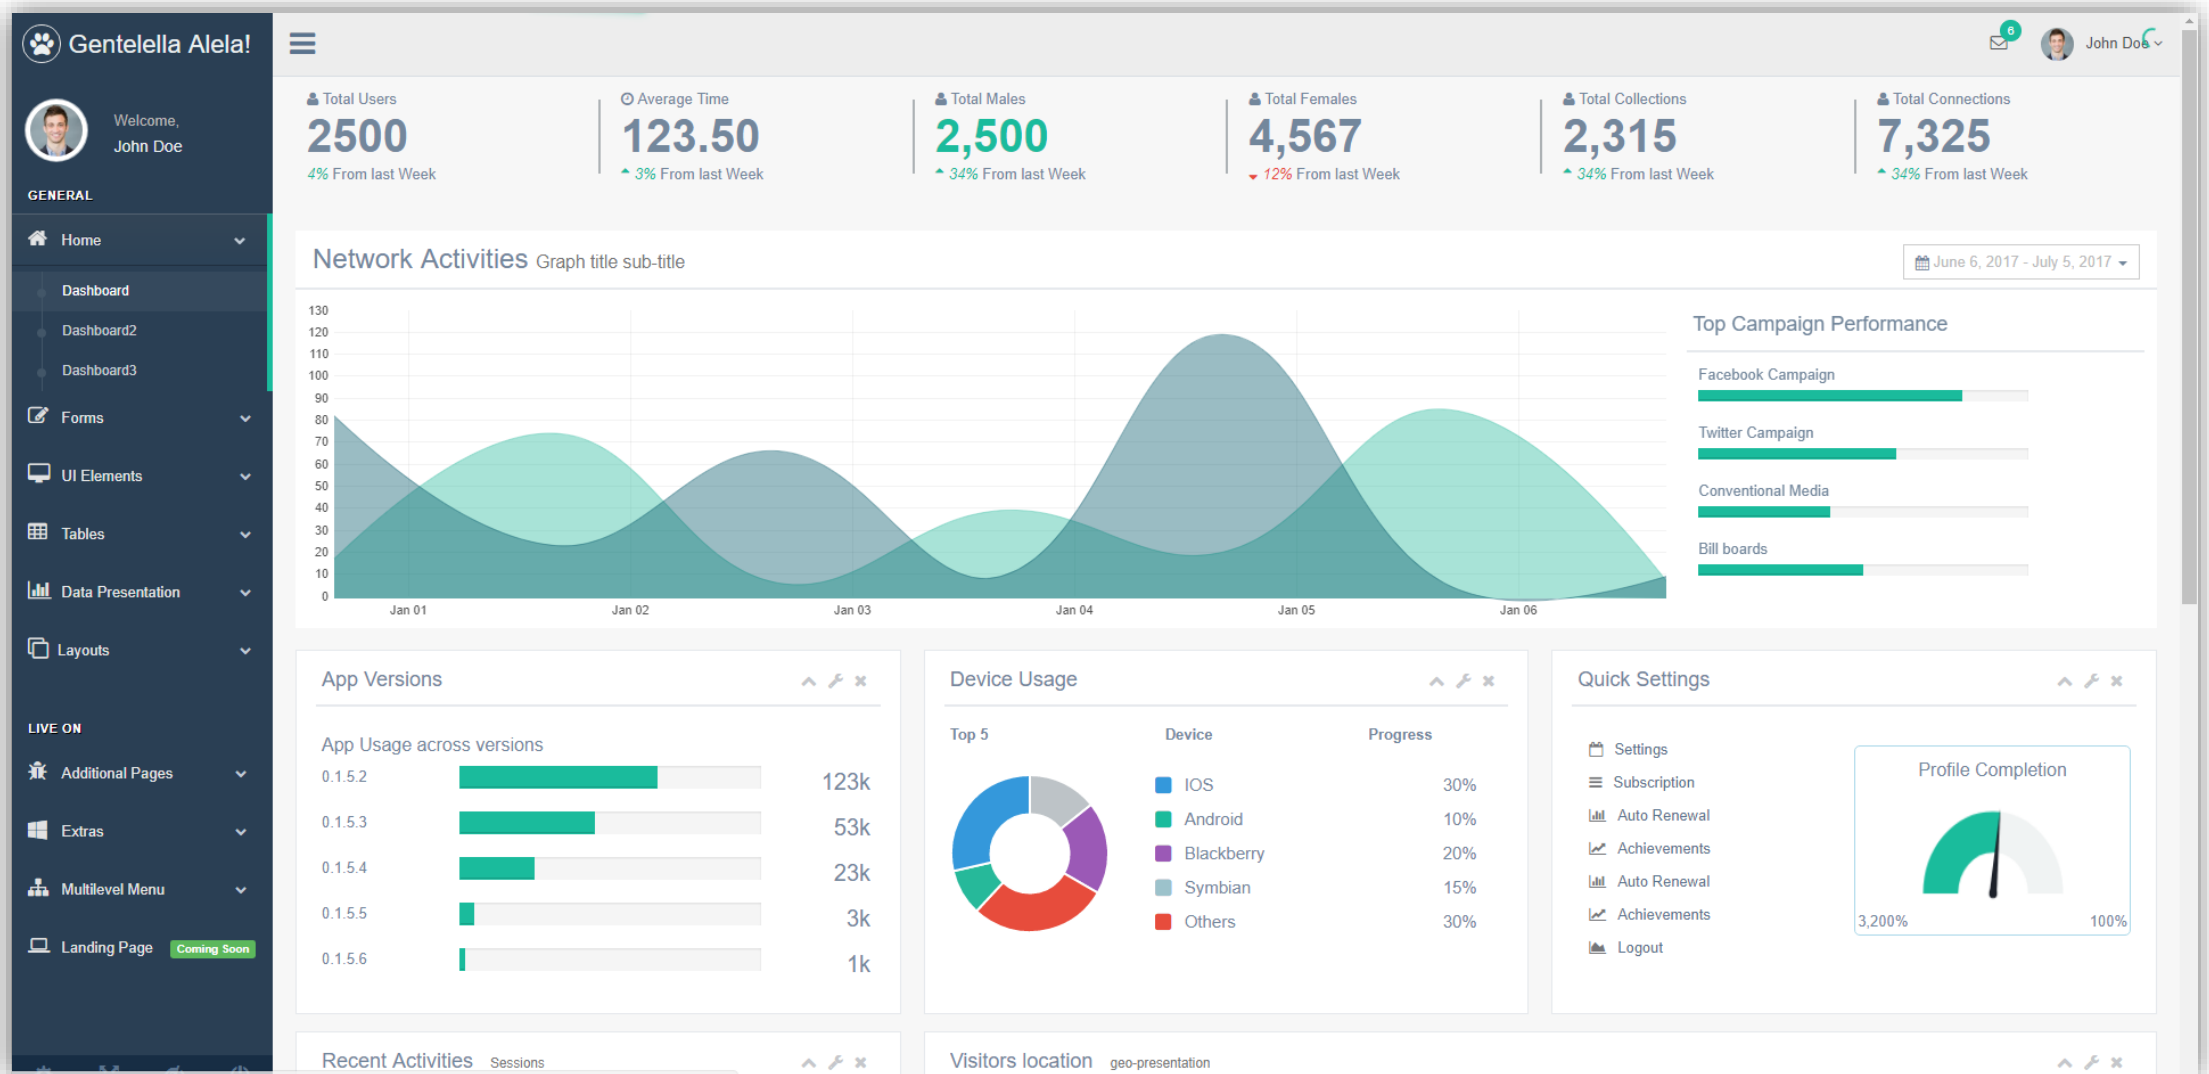 Gentelella Alela!
6
John Doe
Welcome,
John Doe
GENERAL
Home
Dashboard
Dashboard2
Dashboard3
Forms
UI Elements
Tables
Data Presentation
Layouts
LIVE ON
Additional Pages
Extras
Multilevel Menu
Landing Page Coming Soon
Total Users
2500
4% From last Week
Average Time
123.50
3% From last Week
Total Males
2,500
34% From last Week
Total Females
4,567
12% From last Week
Total Collections
2,315
34% From last Week
Total Connections
7,325
34% From last Week
Network Activities Graph title sub-title
June 6, 2017 - July 5, 2017
130
120
110
100
90
80
70
60
50
40
30
20
10
0
Jan 01 Jan 02 Jan 03 Jan 04 Jan 05 Jan 06
Top Campaign Performance
Facebook Campaign
Twitter Campaign
Conventional Media
Bill boards
App Versions
App Usage across versions
0.1.5.2 123k
0.1.5.3 53k
0.1.5.4 23k
0.1.5.5 3k
0.1.5.6 1k
Device Usage
Top 5 Device Progress
IOS 30%
Android 10%
Blackberry 20%
Symbian 15%
Others 30%
Quick Settings
Settings
Subscription
Auto Renewal
Achievements
Auto Renewal
Achievements
Logout
Profile Completion
3,200% 100%
Recent Activities Sessions
Visitors location geo-presentation